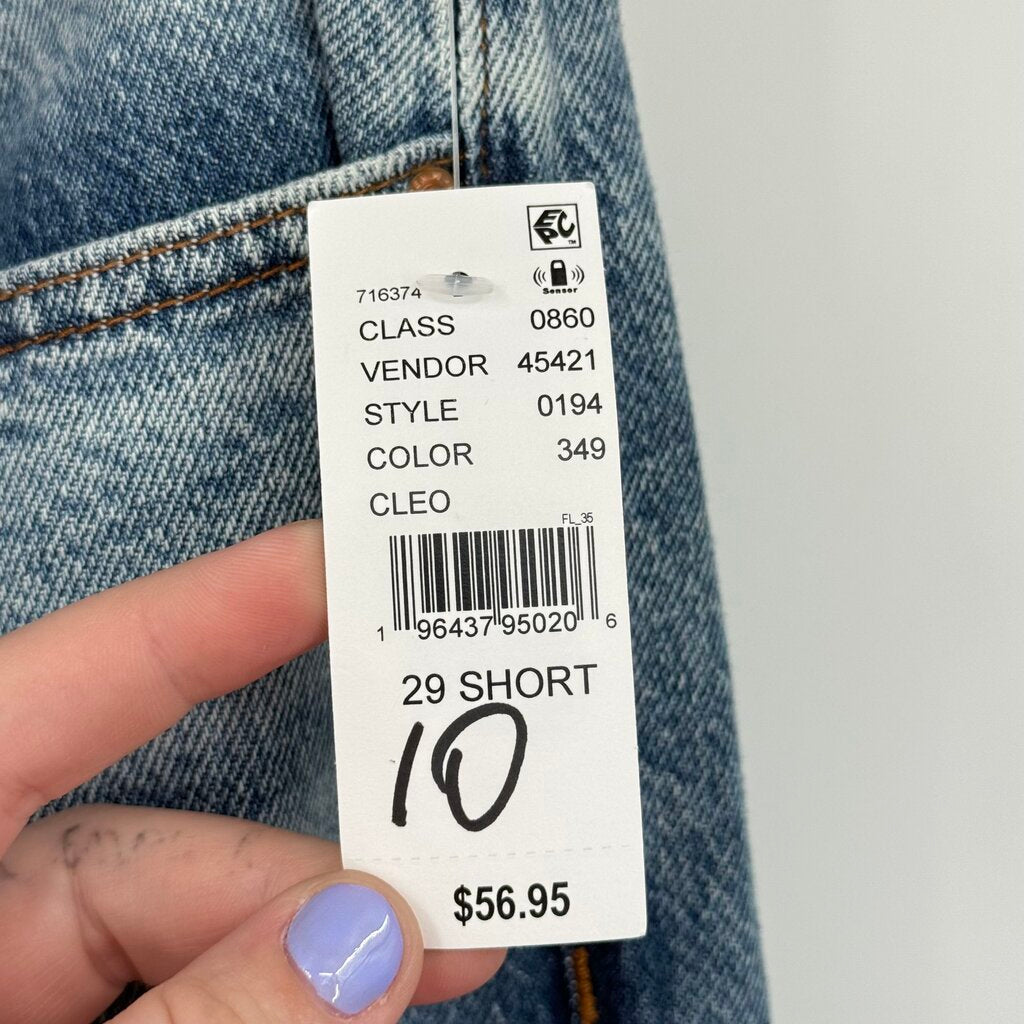 EPC™
Sensor
716374
CLASS 0860
VENDOR 45421
STYLE 0194
COLOR 349
CLEO
FL_35
1 96437 95020 6
29 SHORT
10
$56.95